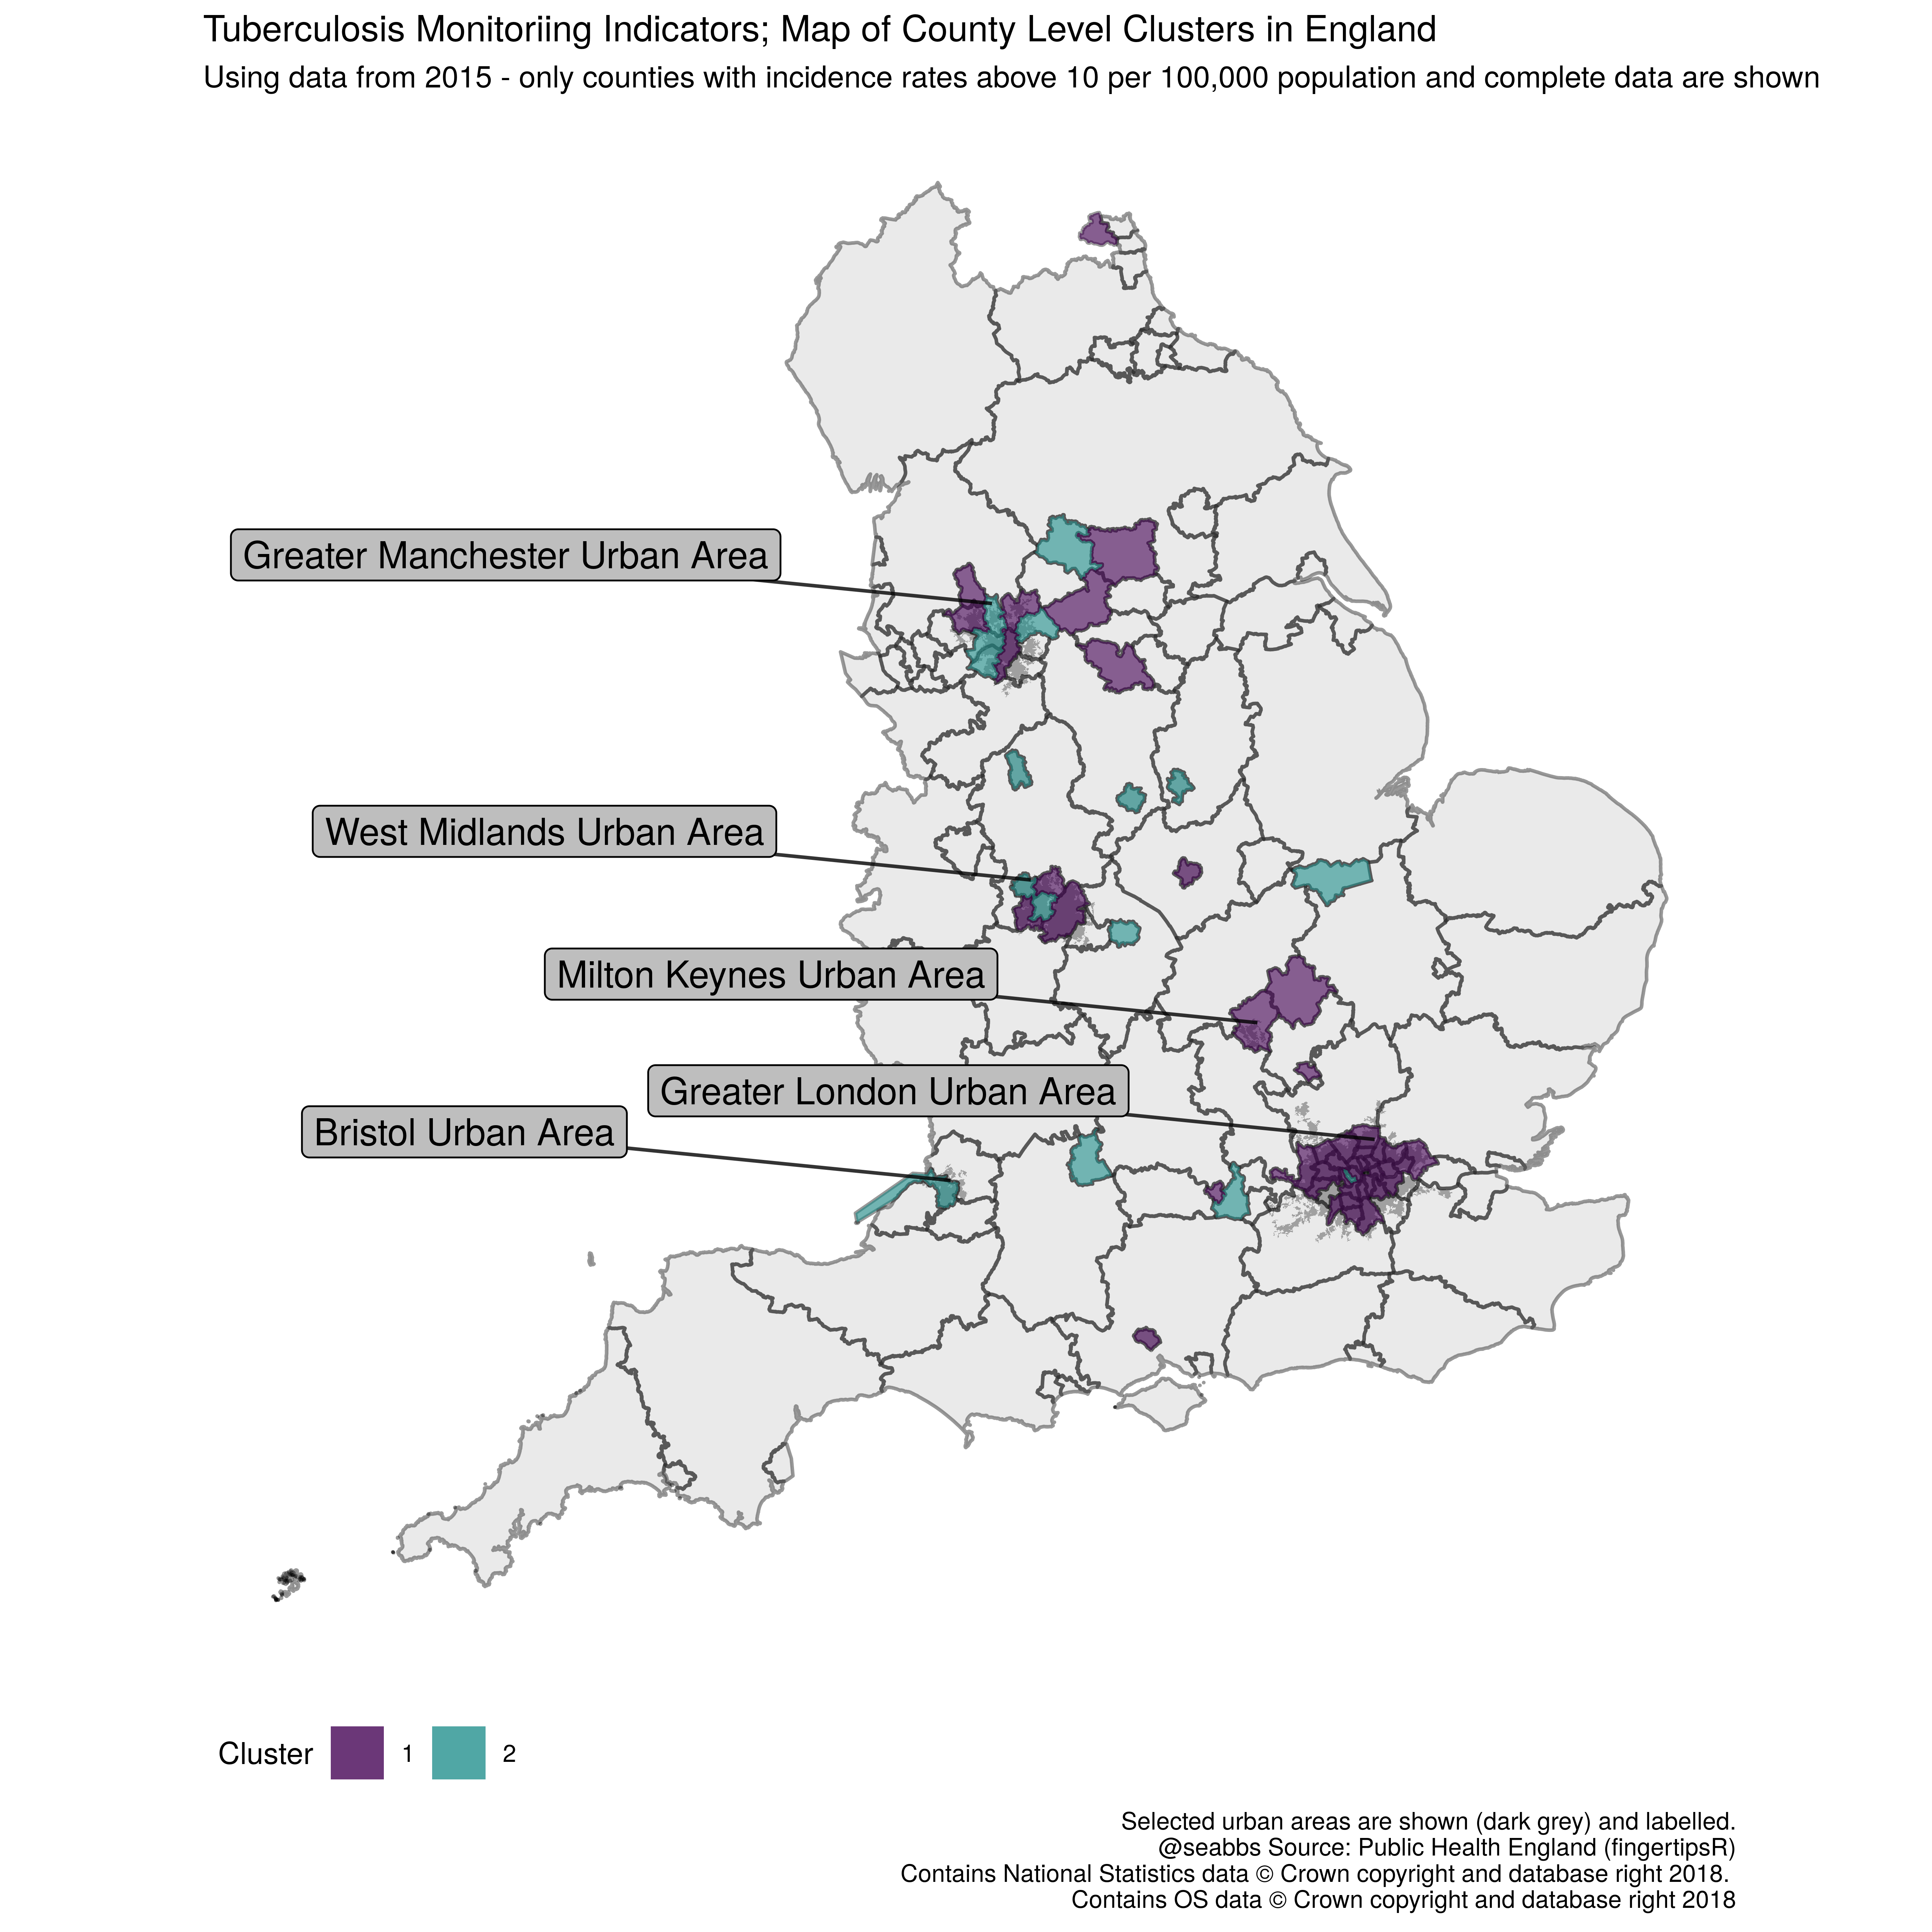 Tuberculosis Monitoriing Indicators; Map of County Level Clusters in England
Using data from 2015 - only counties with incidence rates above 10 per 100,000 population and complete data are shown
Greater Manchester Urban Area
West Midlands Urban Area
Milton Keynes Urban Area
Greater London Urban Area
Bristol Urban Area
Cluster 1 2
Selected urban areas are shown (dark grey) and labelled.
@seabbs Source: Public Health England (fingertipsR)
Contains National Statistics data © Crown copyright and database right 2018.
Contains OS data © Crown copyright and database right 2018